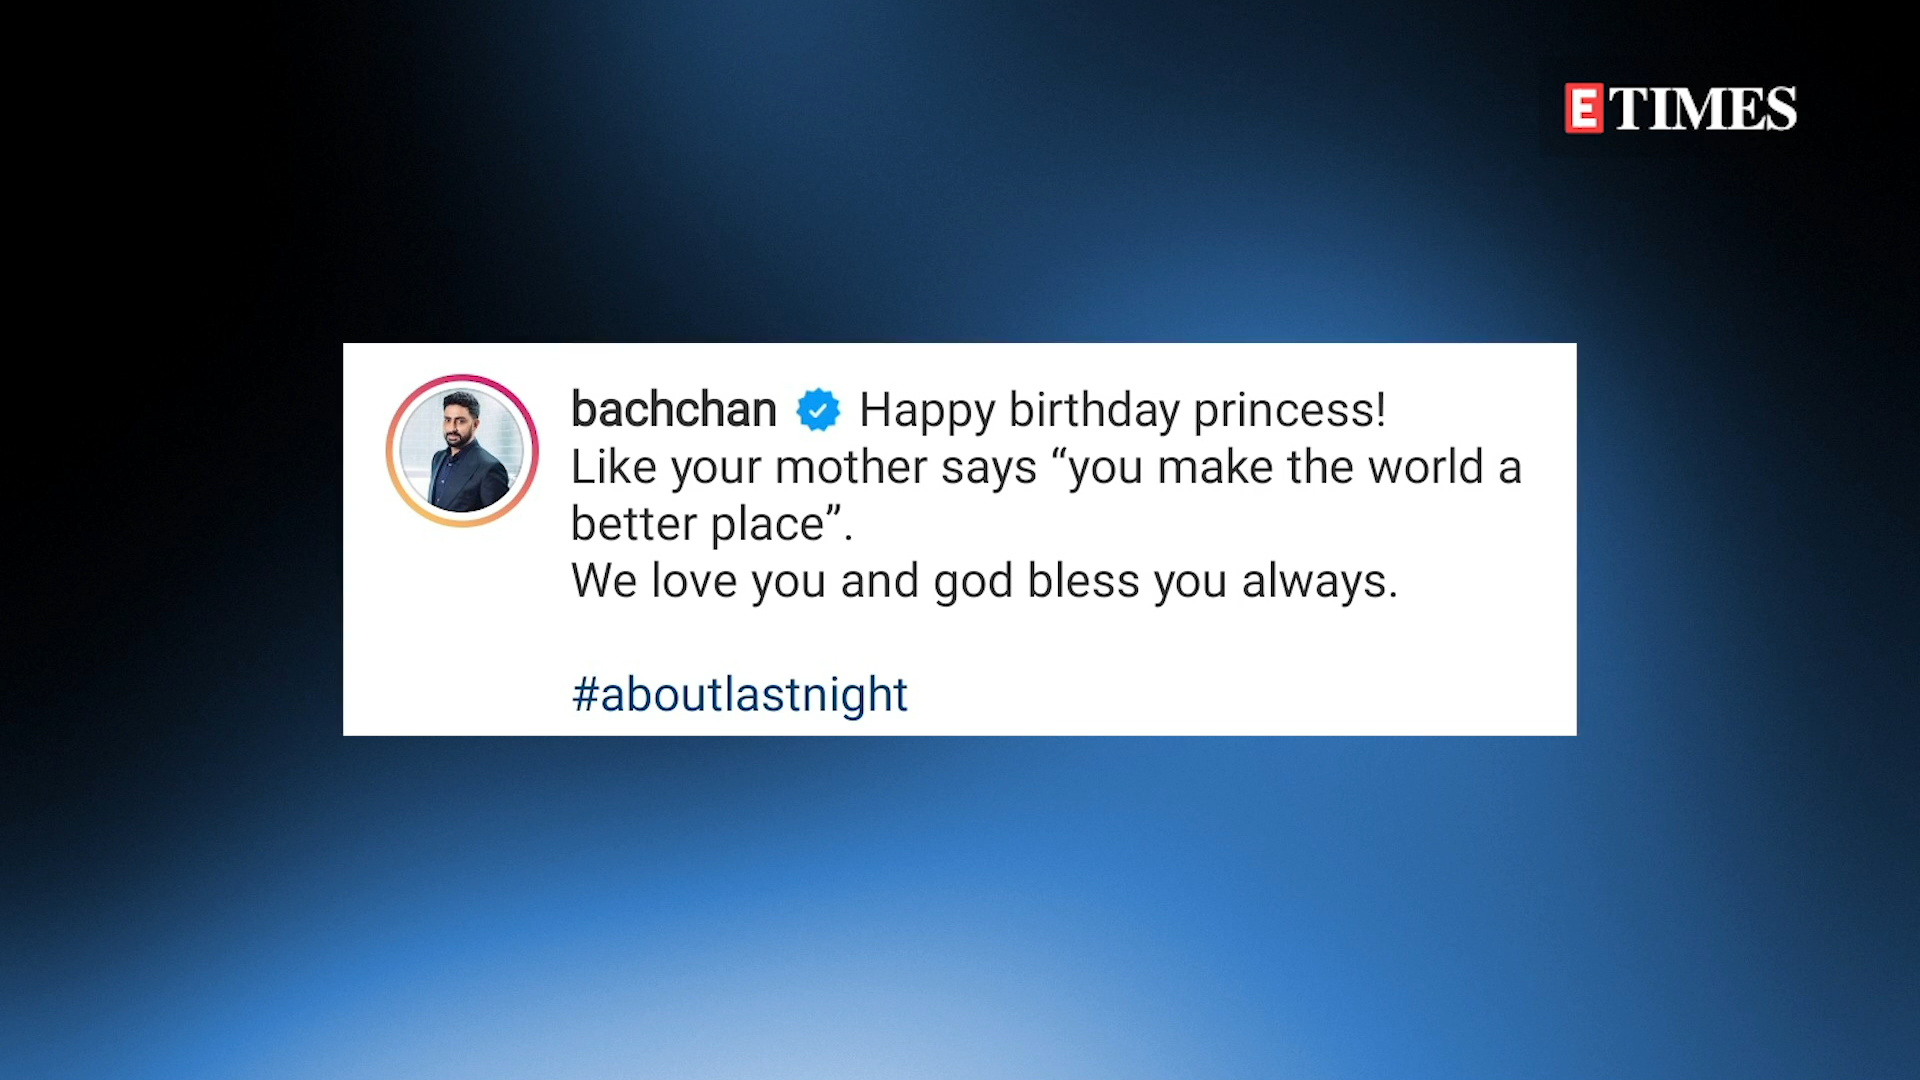 E TIMES
bachchan Happy birthday princess!
Like your mother says “you make the world a
better place”.
We love you and god bless you always.
#aboutlastnight